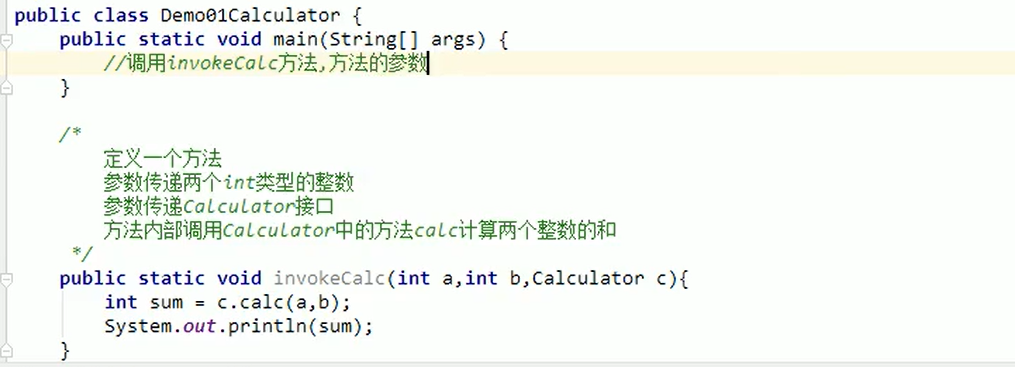 public class Demo01Calculator {
public static void main(String[] args) {
//调用invokeCalc方法,方法的参数
}
/*
定义一个方法
参数传递两个int类型的整数
参数传递Calculator接口
方法内部调用Calculator中的方法calc计算两个整数的和
*/
public static void invokeCalc(int a,int b,Calculator c){
int sum = c.calc(a,b);
System.out.println(sum);
}